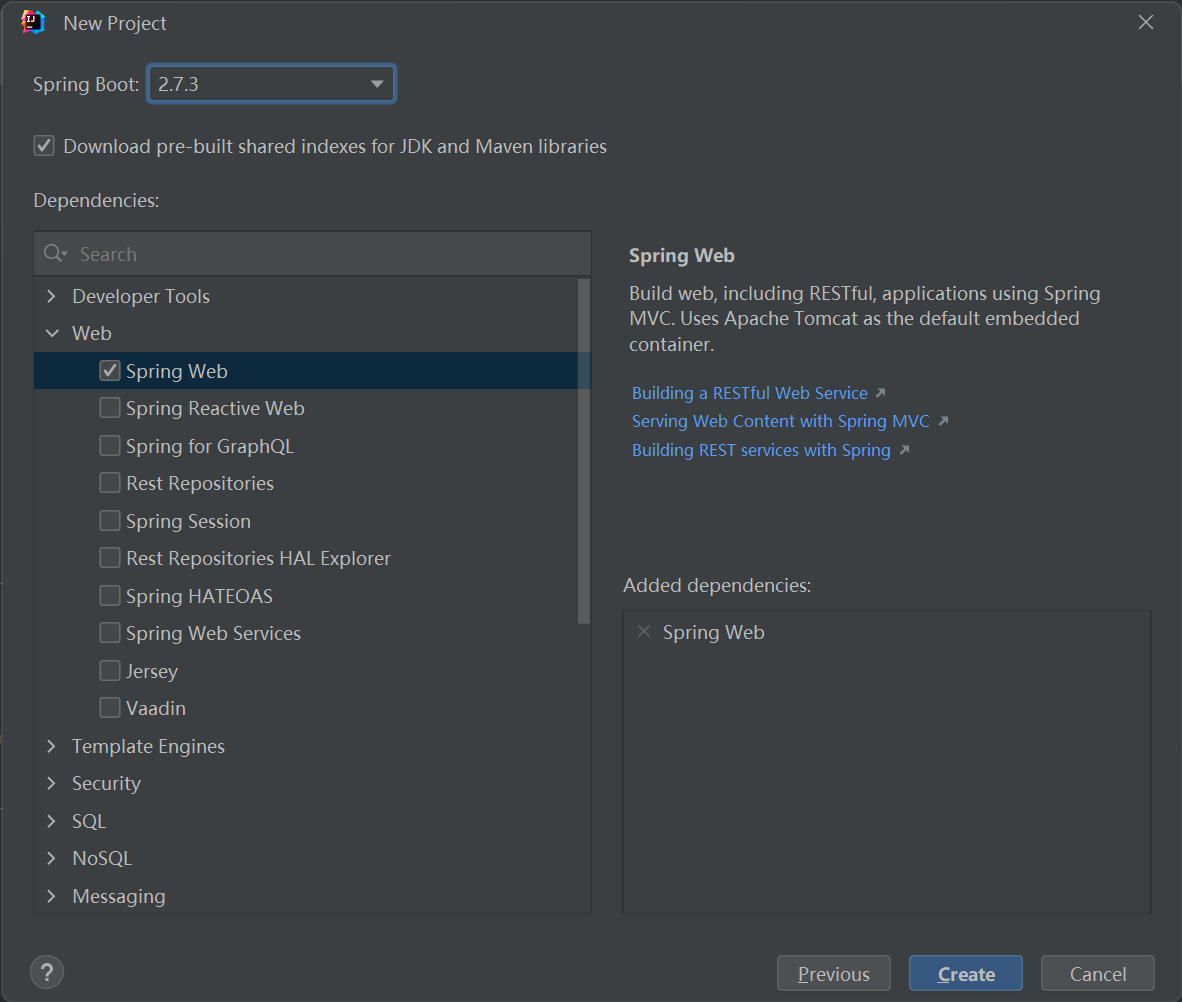 New Project
Spring Boot: 2.7.3
Download pre-built shared indexes for JDK and Maven libraries
Dependencies:
Search
Developer Tools
Web
Spring Web
Spring Reactive Web
Spring for GraphQL
Rest Repositories
Spring Session
Rest Repositories HAL Explorer
Spring HATEOAS
Spring Web Services
Jersey
Vaadin
Template Engines
Security
SQL
NoSQL
Messaging
Spring Web
Build web, including RESTful, applications using Spring
MVC. Uses Apache Tomcat as the default embedded
container.
Building a RESTful Web Service
Serving Web Content with Spring MVC
Building REST services with Spring
Added dependencies:
Spring Web
?
Previous
Create
Cancel